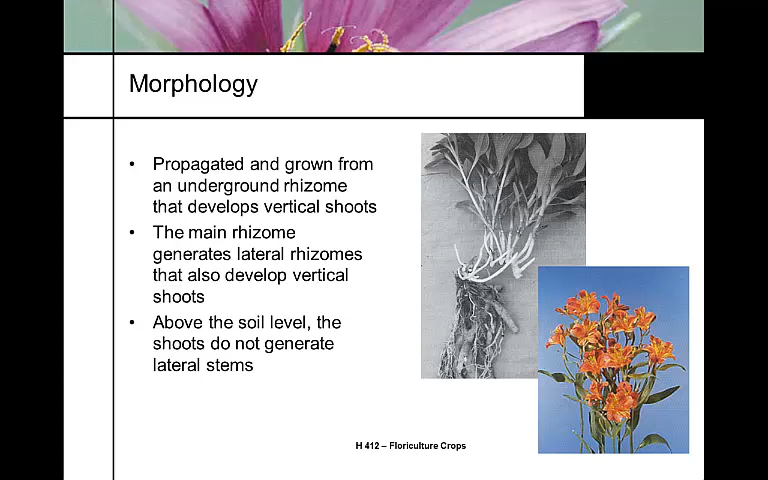 Morphology
• Propagated and grown from
an underground rhizome
that develops vertical shoots
• The main rhizome
generates lateral rhizomes
that also develop vertical
shoots
• Above the soil level, the
shoots do not generate
lateral stems
H 412 – Floriculture Crops